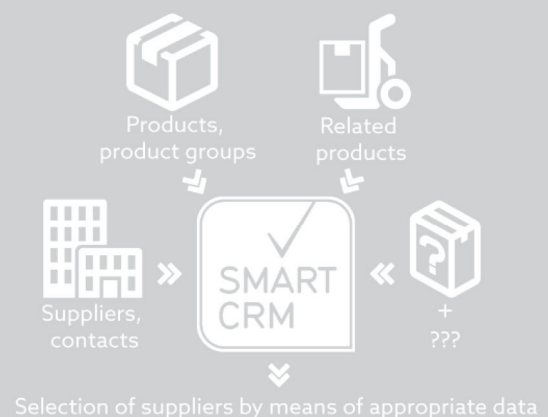 Products,
product groups
Related
products
SMART
CRM
?
Suppliers,
contacts
+
???
Selection of suppliers by means of appropriate data